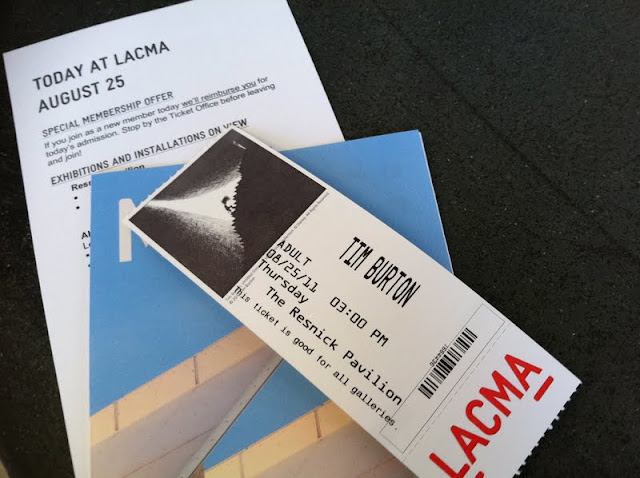 TODAY AT LACMA
AUGUST 25
SPECIAL MEMBERSHIP OFFER
If you join as a new member today we'll reimburse you for
today's admission. Stop by the Ticket Office before leaving
and join!
EXHIBITIONS AND INSTALLATIONS ON VIEW
TIM BURTON
ADULT
08/25/11 03:00 PM
Thursday
The Resnick Pavilion
This ticket is good for all galleries.
LACMA